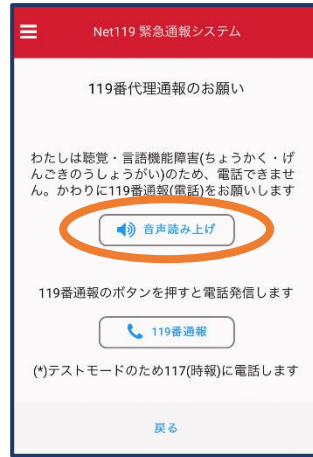 Net119 緊急通報システム
119番代理通報のお願い
わたしは聴覚・言語機能障害(ちょうかく・げ
んごきのうしょうがい)のため、電話できませ
ん。かわりに119番通報(電話)をお願いします
音声読み上げ
119番通報のボタンを押すと電話発信します
119番通報
(*)テストモードのため117(時報)に電話します
戻る